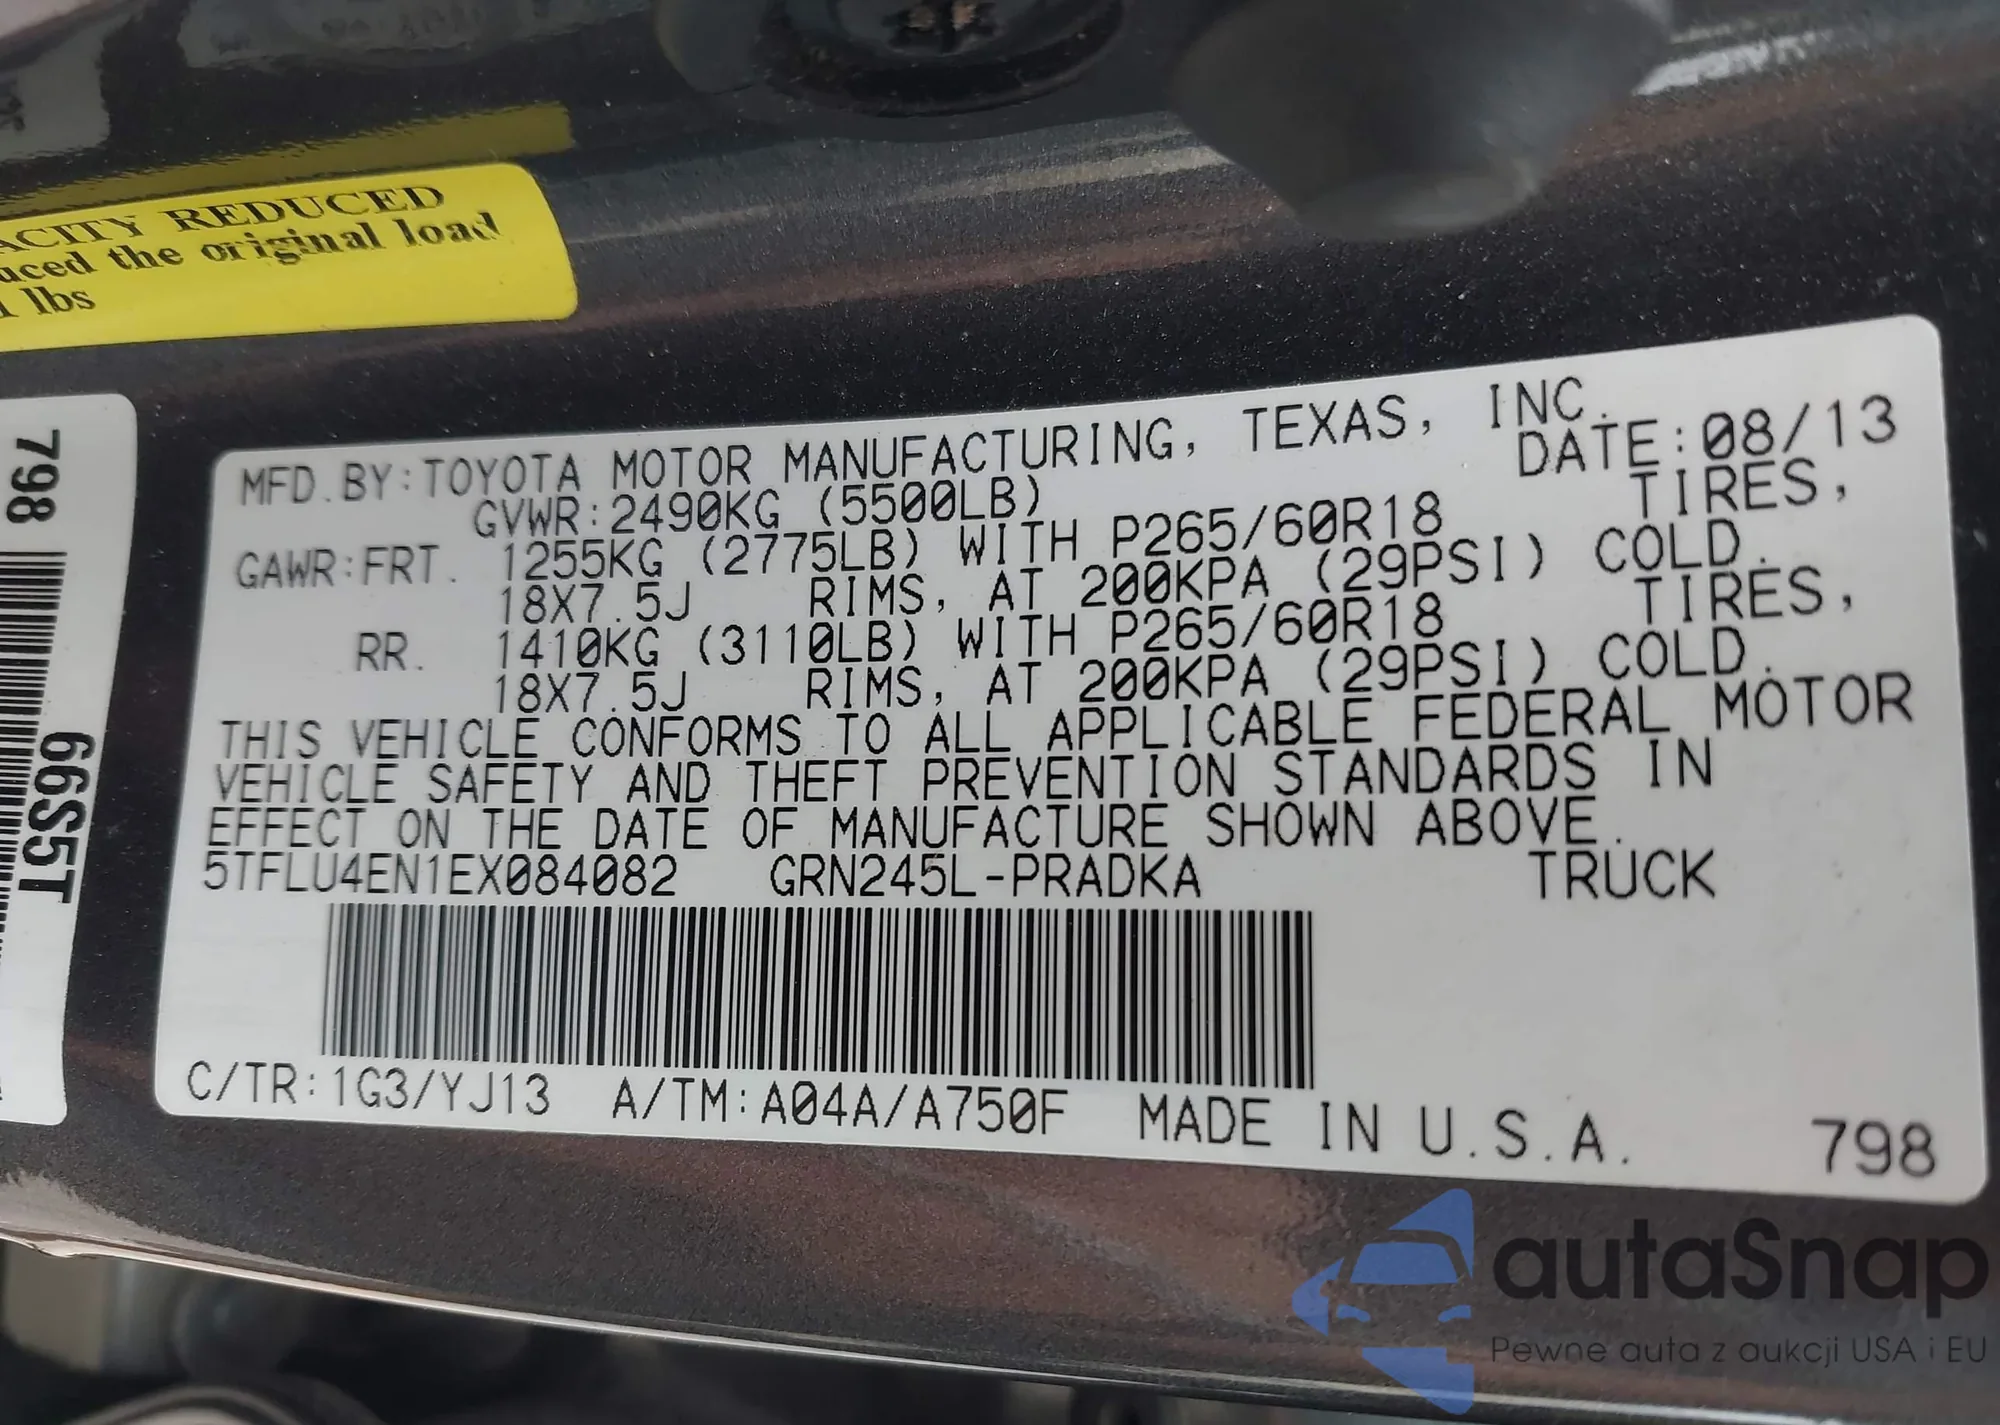 ACITY REDUCED
uced the original load
1 lbs
798
66S5T
MFD.BY:TOYOTA MOTOR MANUFACTURING, TEXAS, INC.
GVWR:2490KG (5500LB) DATE:08/13
GAWR:FRT. 1255KG (2775LB) WITH P265/60R18 TIRES,
18X7.5J RIMS, AT 200KPA (29PSI) COLD.
RR. 1410KG (3110LB) WITH P265/60R18 TIRES,
18X7.5J RIMS, AT 200KPA (29PSI) COLD.
THIS VEHICLE CONFORMS TO ALL APPLICABLE FEDERAL MOTOR
VEHICLE SAFETY AND THEFT PREVENTION STANDARDS IN
EFFECT ON THE DATE OF MANUFACTURE SHOWN ABOVE.
5TFLU4EN1EX084082 GRN245L-PRADKA TRUCK
C/TR:1G3/YJ13 A/TM:A04A/A750F MADE IN U.S.A. 798
autaSnap
Pewne auta z aukcji USA i EU